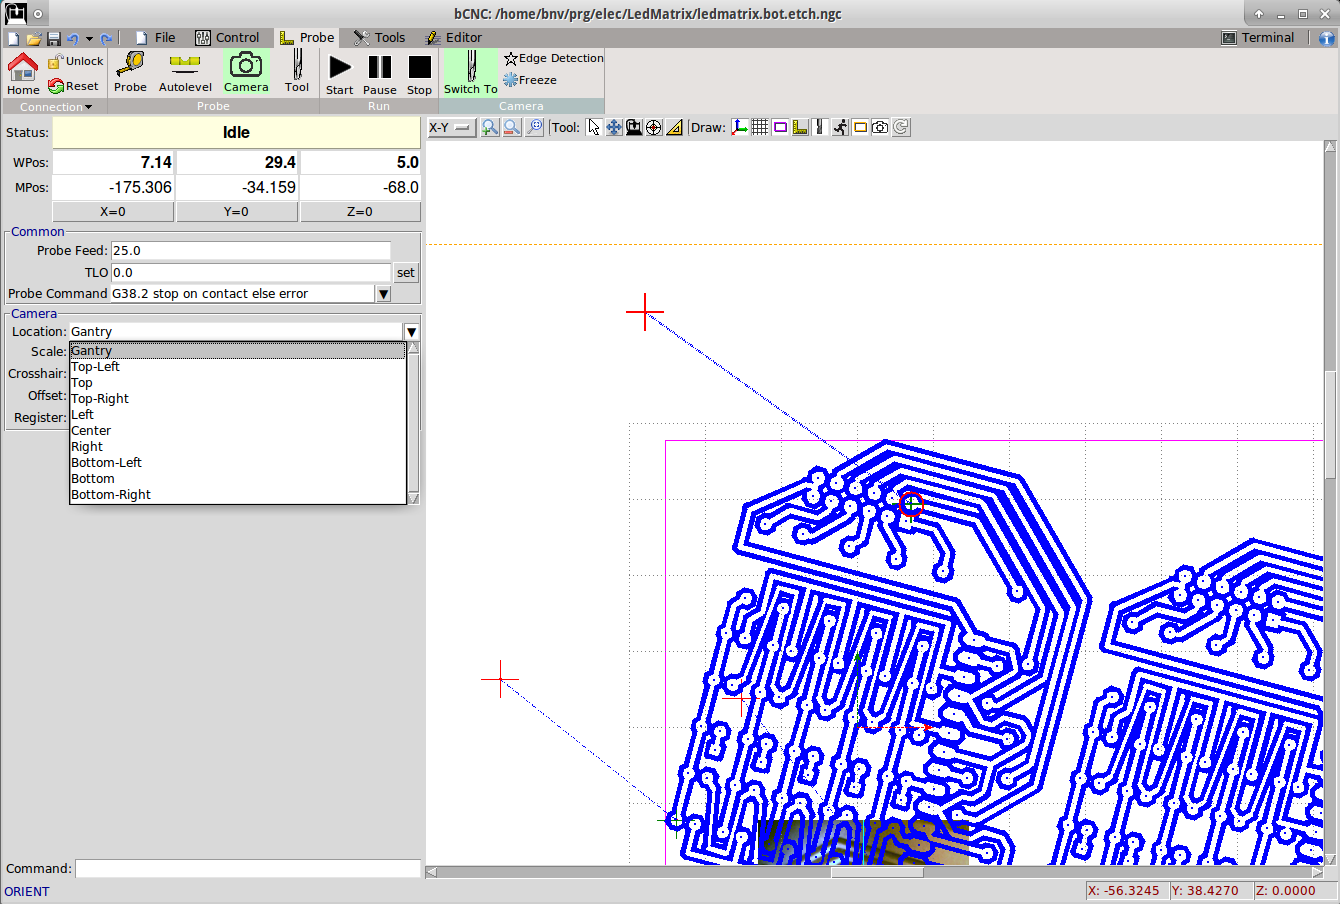 bCNC: /home/bnv/prg/elec/LedMatrix/ledmatrix.bot.etch.ngc
File Control Probe Tools Editor Terminal
Home Unlock Reset Probe Autolevel Camera Tool Start Pause Stop Switch To Edge Detection Freeze
Connection Probe Run Camera
Status: Idle
X-Y Tool: Draw:
WPos: 7.14 29.4 5.0
MPos: -175.306 -34.159 -68.0
X=0 Y=0 Z=0
Common
Probe Feed: 25.0
TLO 0.0 set
Probe Command G38.2 stop on contact else error
Camera
Location: Gantry
Scale:
Crosshair:
Offset:
Register:
Gantry
Top-Left
Top
Top-Right
Left
Center
Right
Bottom-Left
Bottom
Bottom-Right
Command:
ORIENT
X: -56.3245 Y: 38.4270 Z: 0.0000